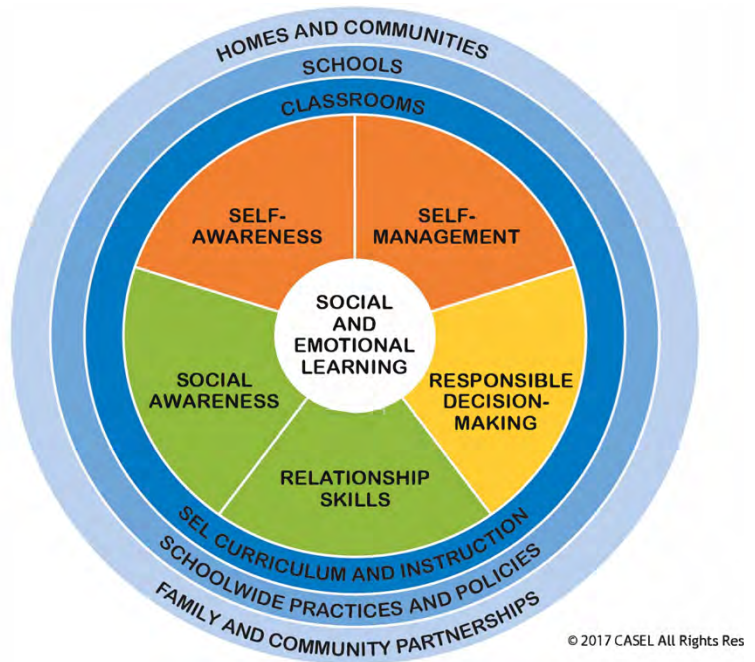 HOMES AND COMMUNITIES
SCHOOLS
CLASSROOMS
SELF-
AWARENESS
SELF-
MANAGEMENT
SOCIAL
AND
EMOTIONAL
LEARNING
SOCIAL
AWARENESS
RESPONSIBLE
DECISION-
MAKING
RELATIONSHIP
SKILLS
SEL CURRICULUM AND INSTRUCTION
SCHOOLWIDE PRACTICES AND POLICIES
FAMILY AND COMMUNITY PARTNERSHIPS
© 2017 CASEL All Rights Res